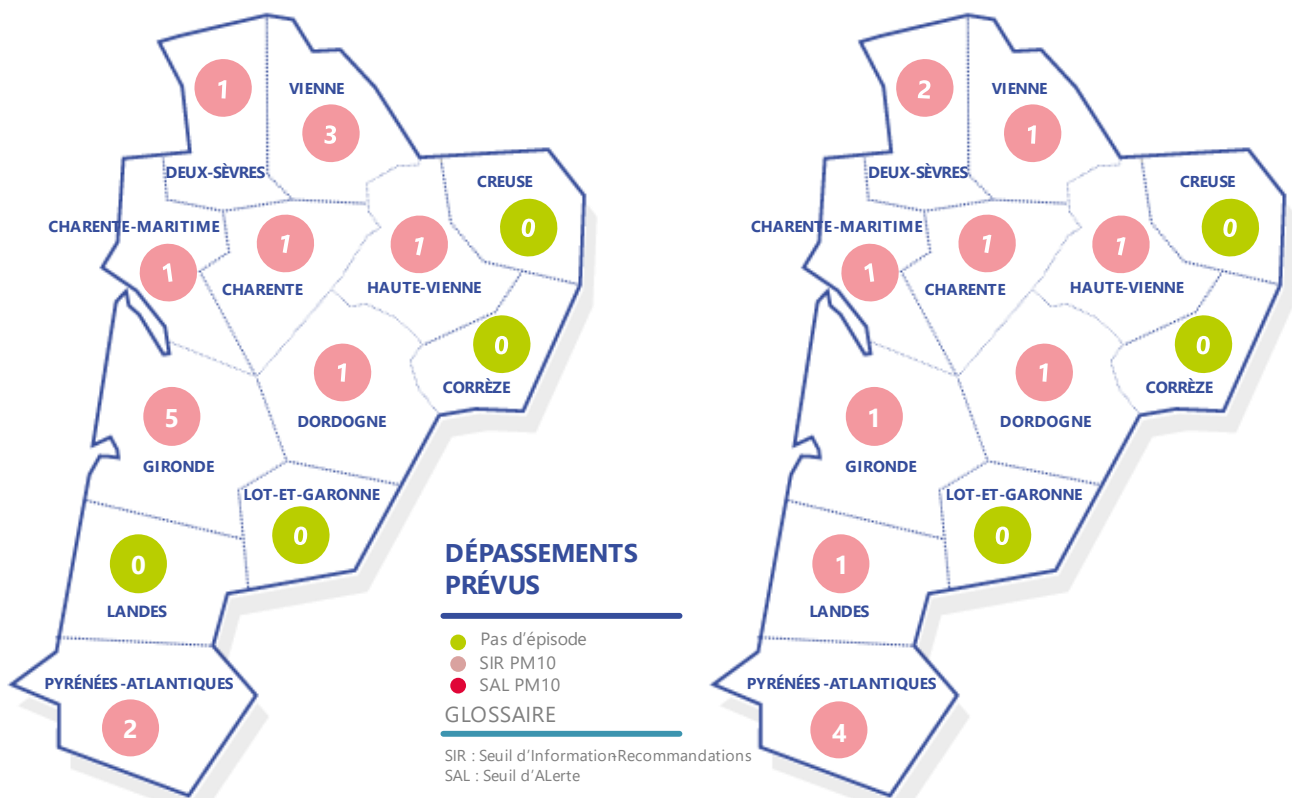 1
VIENNE
3
DEUX-SÈVRES
CREUSE
0
CHARENTE-MARITIME
1
1
1
CHARENTE
HAUTE-VIENNE
0
CORRÈZE
1
DORDOGNE
5
GIRONDE
LOT-ET-GARONNE
0
0
LANDES
PYRÉNÉES-ATLANTIQUES
2
DÉPASSEMENTS
PRÉVUS
Pas d'épisode
SIR PM10
SAL PM10
GLOSSAIRE
SIR : Seuil d'Information-Recommandations
SAL : Seuil d'ALerte
2
VIENNE
1
DEUX-SÈVRES
CREUSE
0
CHARENTE-MARITIME
1
1
1
CHARENTE
HAUTE-VIENNE
0
CORRÈZE
1
DORDOGNE
1
GIRONDE
LOT-ET-GARONNE
0
1
LANDES
PYRÉNÉES-ATLANTIQUES
4